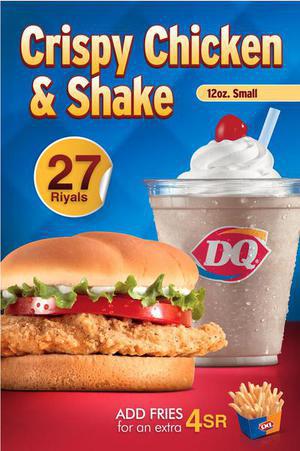 Crispy Chicken
& Shake
12oz. Small
27
Riyals
DQ
ADD FRIES
for an extra 4SR
DQ